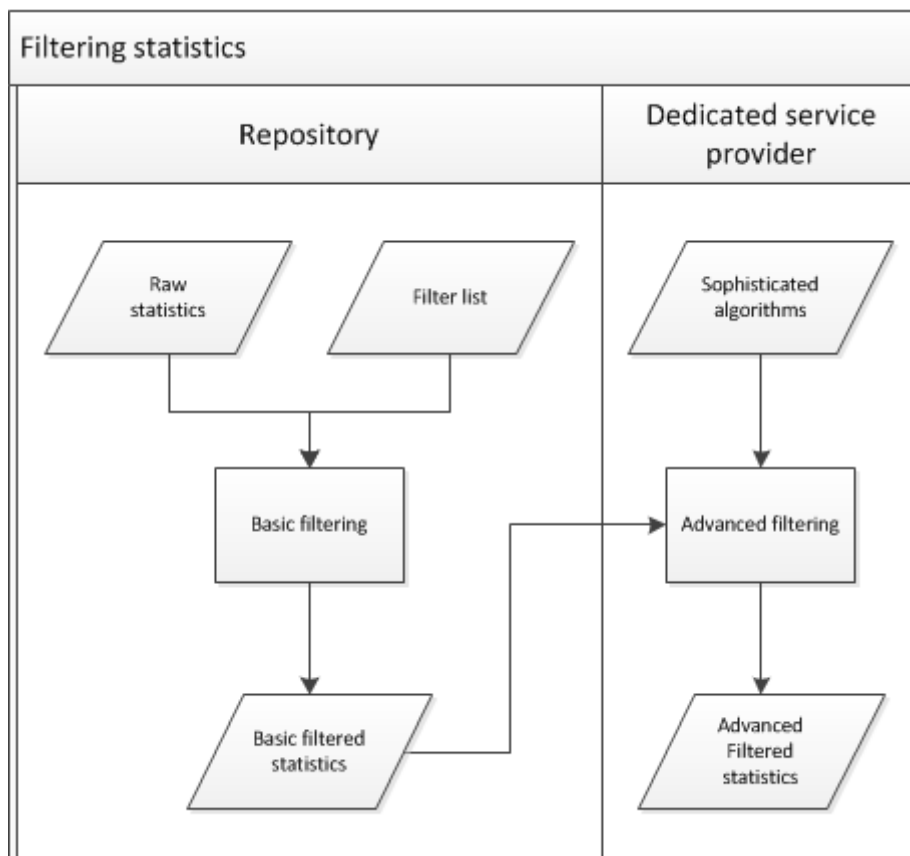 Filtering statistics
Repository
Dedicated service
provider
Raw
statistics
Filter list
Sophisticated
algorithms
Basic filtering
Advanced filtering
Basic filtered
statistics
Advanced
Filtered
statistics